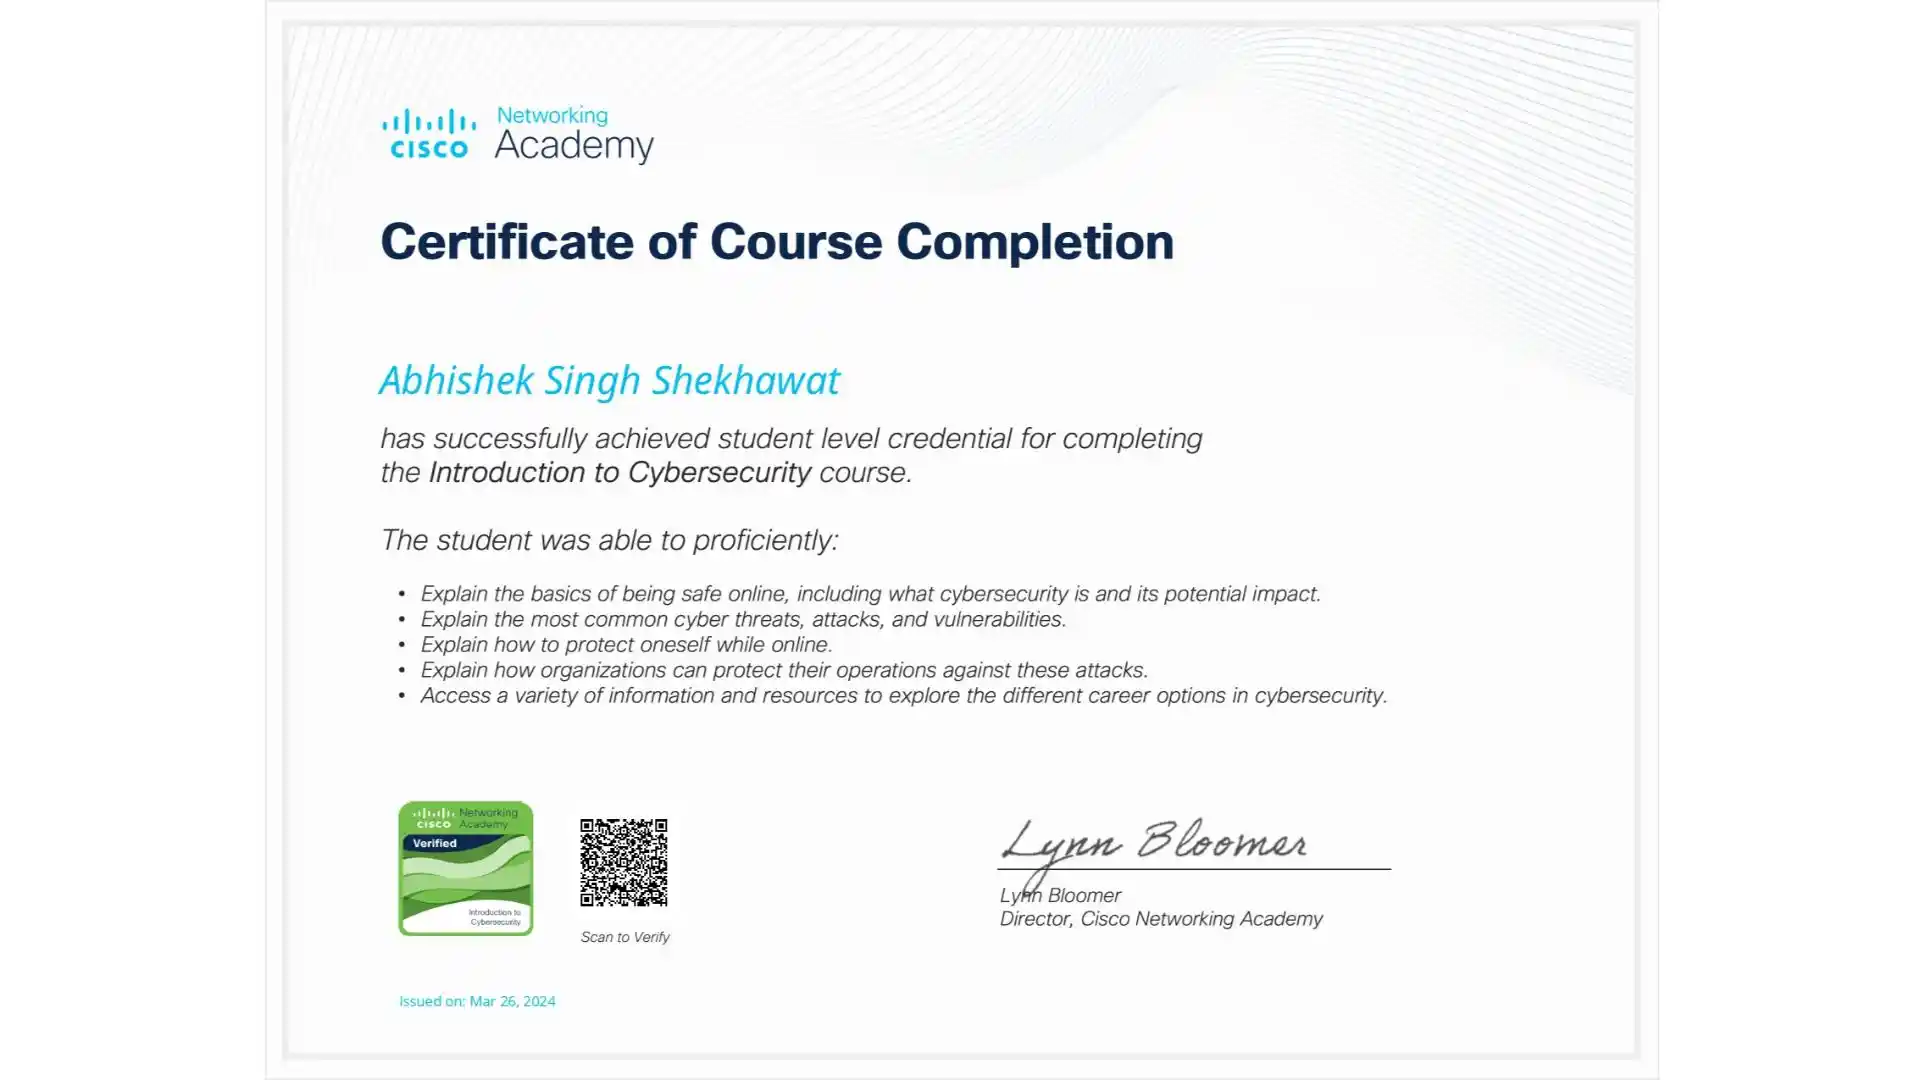 Networking
CISCO Academy
Certificate of Course Completion
Abhishek Singh Shekhawat
has successfully achieved student level credential for completing
the Introduction to Cybersecurity course.
The student was able to proficiently:
• Explain the basics of being safe online, including what cybersecurity is and its potential impact.
• Explain the most common cyber threats, attacks, and vulnerabilities.
• Explain how to protect oneself while online.
• Explain how organizations can protect their operations against these attacks.
• Access a variety of information and resources to explore the different career options in cybersecurity.
Networking
CISCO Academy
Verified
Introduction to
Cybersecurity
Scan to Verify
Lynn Bloomer
Lynn Bloomer
Director, Cisco Networking Academy
Issued on: Mar 26, 2024